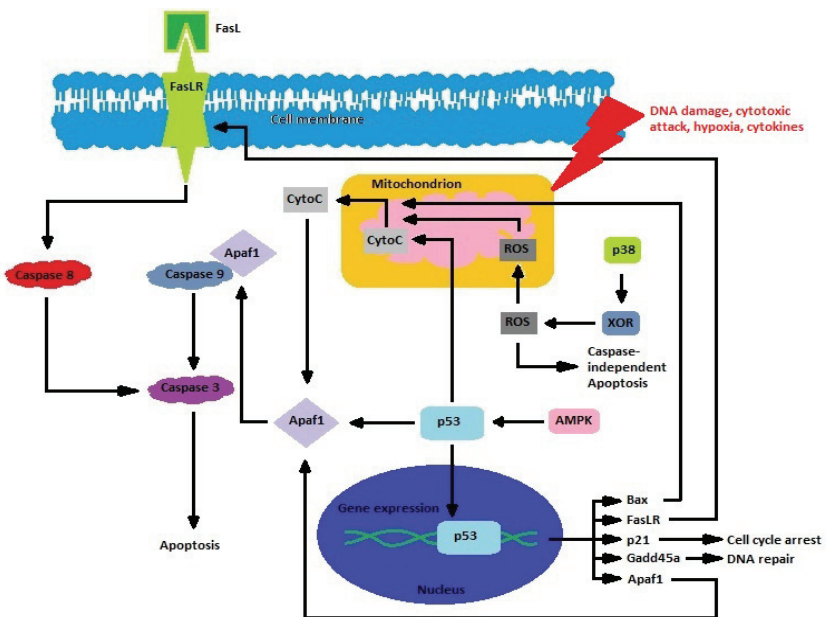 FasL
FasLR
Cell membrane
DNA damage, cytotoxic
attack, hypoxia, cytokines
Mitochondrion
CytoC
CytoC
ROS
p38
Apaf1
Caspase 8
Caspase 9
ROS
XOR
Caspase-
independent
Apoptosis
Caspase 3
Apaf1
p53
AMPK
Gene expression
p53
Nucleus
Apoptosis
Bax
FasLR
p21
Cell cycle arrest
Gadd45a
DNA repair
Apaf1